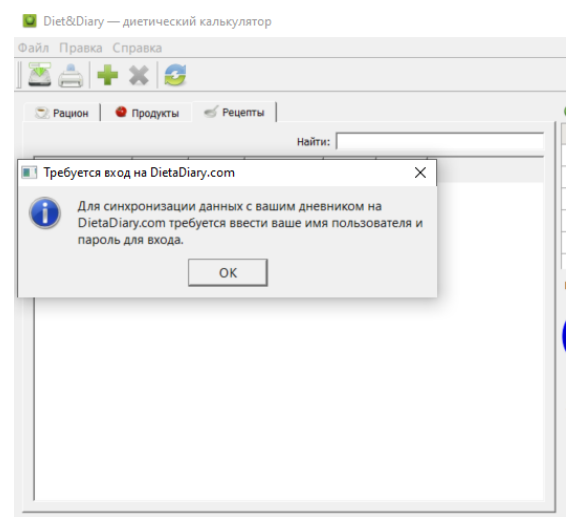 Diet&Diary — диетический калькулятор
Файл Правка Справка
Рацион Продукты Рецепты
Найти:
Требуется вход на DietaDiary.com
Для синхронизации данных с вашим дневником на
DietaDiary.com требуется ввести ваше имя пользователя и
пароль для входа.
OK